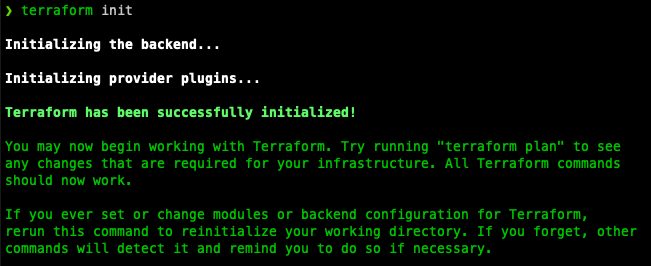 ❯ terraform init
Initializing the backend...
Initializing provider plugins...
Terraform has been successfully initialized!
You may now begin working with Terraform. Try running "terraform plan" to see
any changes that are required for your infrastructure. All Terraform commands
should now work.
If you ever set or change modules or backend configuration for Terraform,
rerun this command to reinitialize your working directory. If you forget, other
commands will detect it and remind you to do so if necessary.